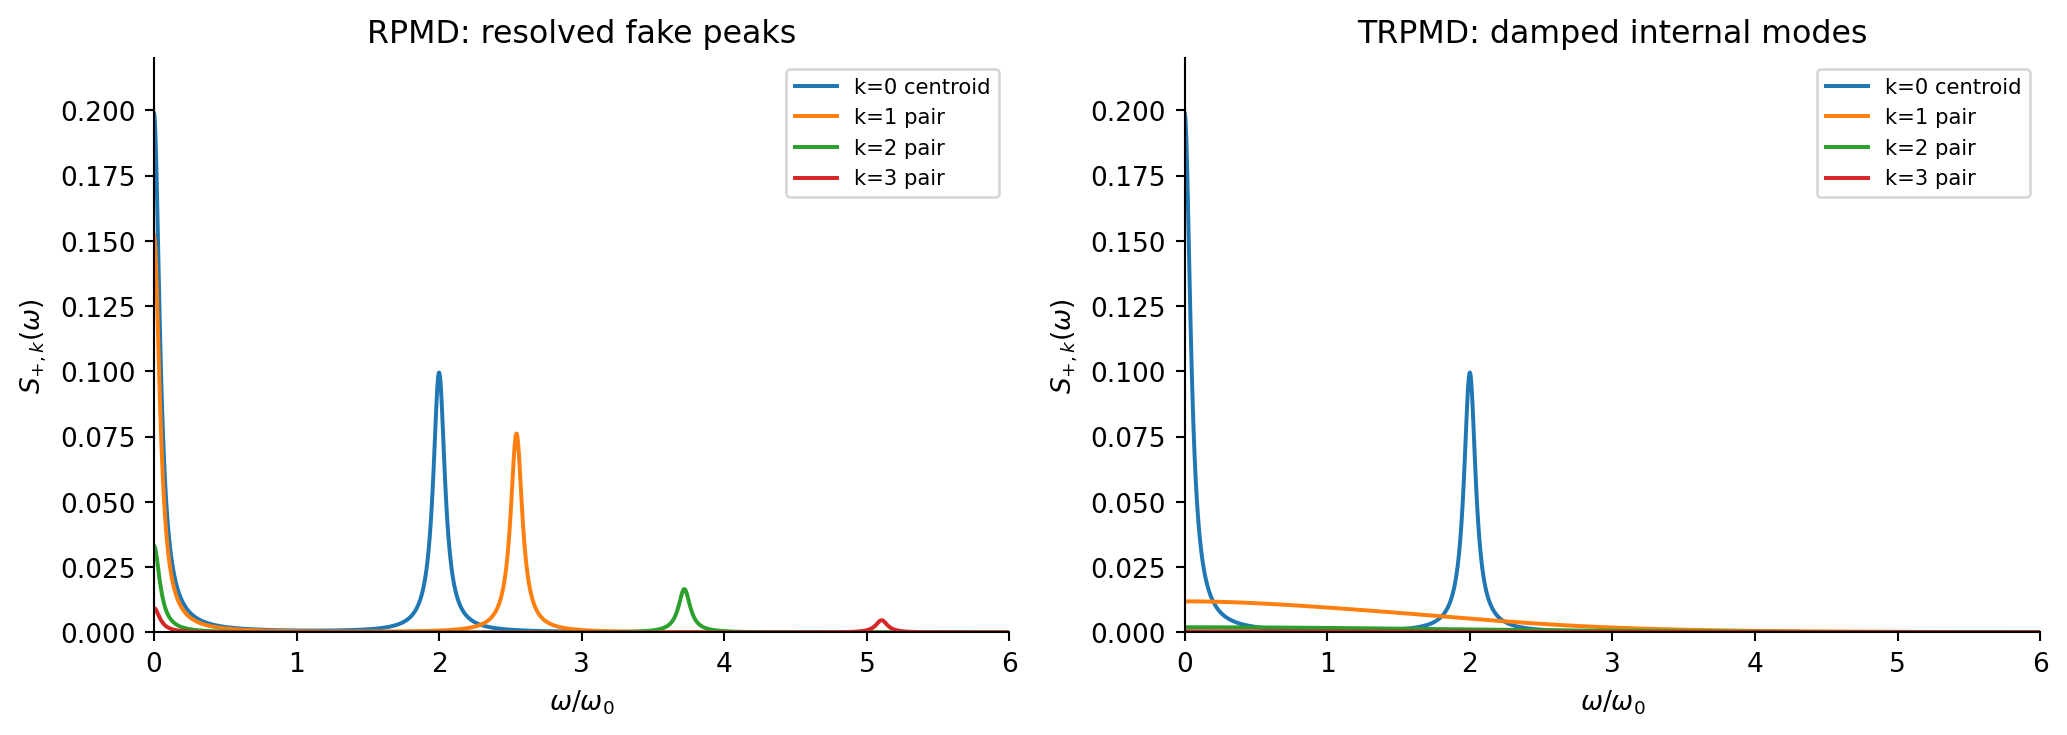 RPMD: resolved fake peaks
k=0 centroid
k=1 pair
k=2 pair
k=3 pair
0.200
0.175
0.150
0.125
0.100
0.075
0.050
0.025
0.000
S+,k(ω)
0 1 2 3 4 5 6
ω/ω0
TRPMD: damped internal modes
k=0 centroid
k=1 pair
k=2 pair
k=3 pair
0.200
0.175
0.150
0.125
0.100
0.075
0.050
0.025
0.000
S+,k(ω)
0 1 2 3 4 5 6
ω/ω0